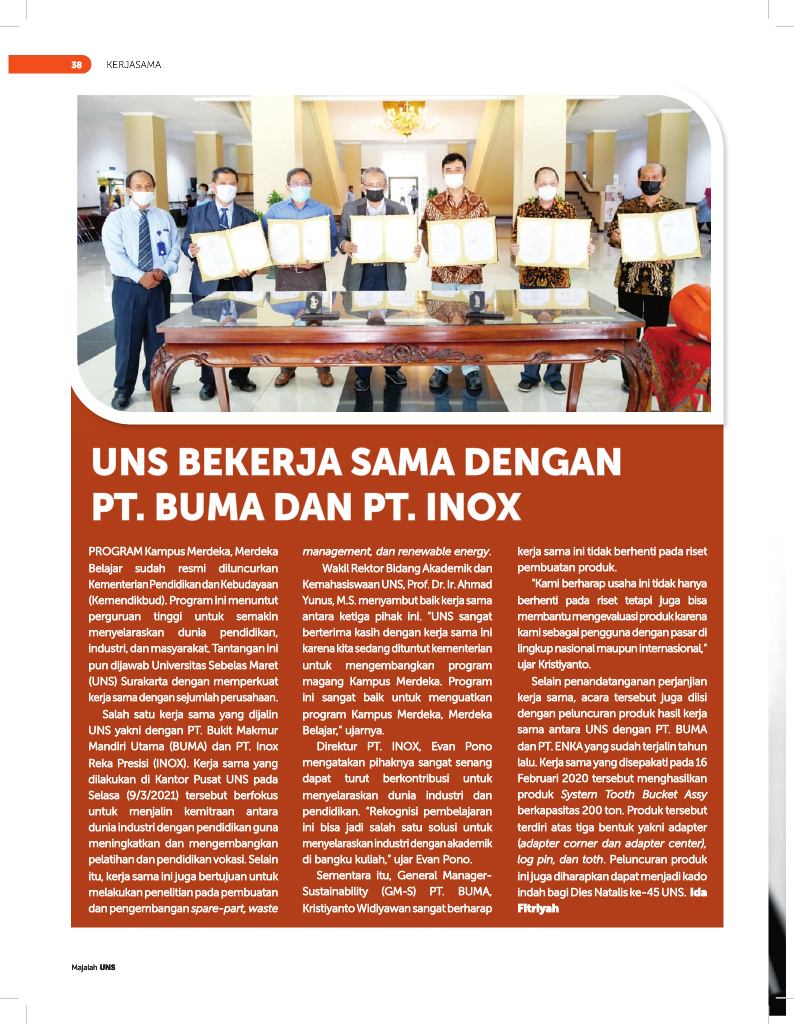 38 KERJASAMA
UNS BEKERJA SAMA DENGAN
PT. BUMA DAN PT. INOX
PROGRAM Kampus Merdeka, Merdeka
Belajar sudah resmi diluncurkan
Kementerian Pendidikan dan Kebudayaan
(Kemendikbud). Program ini menuntut
perguruan tinggi untuk semakin
menyelaraskan dunia pendidikan,
industri, dan masyarakat. Tantangan ini
pun dijawab Universitas Sebelas Maret
(UNS) Surakarta dengan memperkuat
kerja sama dengan sejumlah perusahaan.
Salah satu kerja sama yang dijalin
UNS yakni dengan PT. Bukit Makmur
Mandiri Utama (BUMA) dan PT. Inox
Reka Presisi (INOX). Kerja sama yang
dilakukan di Kantor Pusat UNS pada
Selasa (9/3/2021) tersebut berfokus
untuk menjalin kemitraan antara
dunia industri dengan pendidikan guna
meningkatkan dan mengembangkan
pelatihan dan pendidikan vokasi. Selain
itu, kerja sama ini juga bertujuan untuk
melakukan penelitian pada pembuatan
dan pengembangan spare-part, waste
management, dan renewable energy.
Wakil Rektor Bidang Akademik dan
Kemahasiswaan UNS, Prof. Dr. Ir. Ahmad
Yunus, M.S. menyambut baik kerja sama
antara ketiga pihak ini. "UNS sangat
berterima kasih dengan kerja sama ini
karena kita sedang dituntut kementerian
untuk mengembangkan program
magang Kampus Merdeka. Program
ini sangat baik untuk menguatkan
program Kampus Merdeka, Merdeka
Belajar," ujarnya.
Direktur PT. INOX, Evan Pono
mengatakan pihaknya sangat senang
dapat turut berkontribusi untuk
menyelaraskan dunia industri dan
pendidikan. "Rekognisi pembelajaran
ini bisa jadi salah satu solusi untuk
menyelaraskan industri dengan akademik
di bangku kuliah," ujar Evan Pono.
Sementara itu, General Manager-
Sustainability (GM-S) PT. BUMA,
Kristiyanto Widiyawan sangat berharap
kerja sama ini tidak berhenti pada riset
pembuatan produk.
"Kami berharap usaha ini tidak hanya
berhenti pada riset tetapi juga bisa
membantu mengevaluasi produk karena
kami sebagai pengguna dengan pasar di
lingkup nasional maupun internasional,"
ujar Kristiyanto.
Selain penandatanganan perjanjian
kerja sama, acara tersebut juga diisi
dengan peluncuran produk hasil kerja
sama antara UNS dengan PT. BUMA
dan PT. ENKA yang sudah terjalin tahun
lalu. Kerja sama yang disepakati pada 16
Februari 2020 tersebut menghasilkan
produk System Tooth Bucket Assy
berkapasitas 200 ton. Produk tersebut
terdiri atas tiga bentuk yakni adapter
(adapter corner dan adapter center),
log pin, dan toth. Peluncuran produk
ini juga diharapkan dapat menjadi kado
indah bagi Dies Natalis ke-45 UNS. Ida
Fitriyah
Majalah UNS